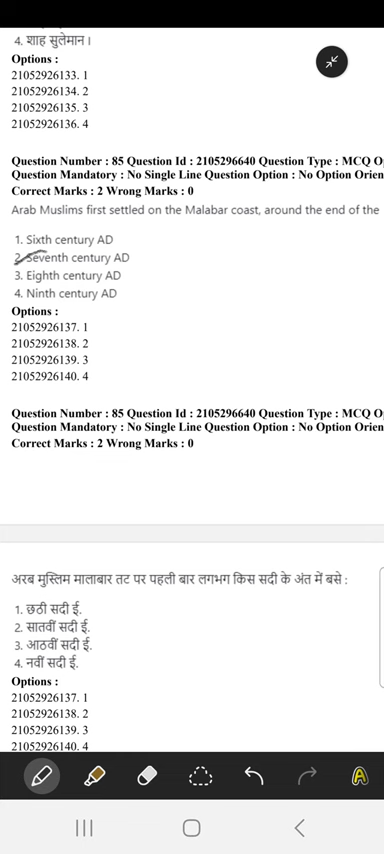 4. शाह सुलेमान।
Options :
21052926133. 1
21052926134. 2
21052926135. 3
21052926136. 4
Question Number : 85 Question Id : 2105296640 Question Type : MCQ O
Question Mandatory : No Single Line Question Option : No Option Orien
Correct Marks : 2 Wrong Marks : 0
Arab Muslims first settled on the Malabar coast, around the end of the
1. Sixth century AD
2. Seventh century AD
3. Eighth century AD
4. Ninth century AD
Options :
21052926137. 1
21052926138. 2
21052926139. 3
21052926140. 4
Question Number : 85 Question Id : 2105296640 Question Type : MCQ O
Question Mandatory : No Single Line Question Option : No Option Orien
Correct Marks : 2 Wrong Marks : 0
अरब मुस्लिम मालाबार तट पर पहली बार लगभग किस सदी के अंत में बसे :
1. छठी सदी ई.
2. सातवीं सदी ई.
3. आठवीं सदी ई.
4. नवीं सदी ई.
Options :
21052926137. 1
21052926138. 2
21052926139. 3
21052926140. 4
A